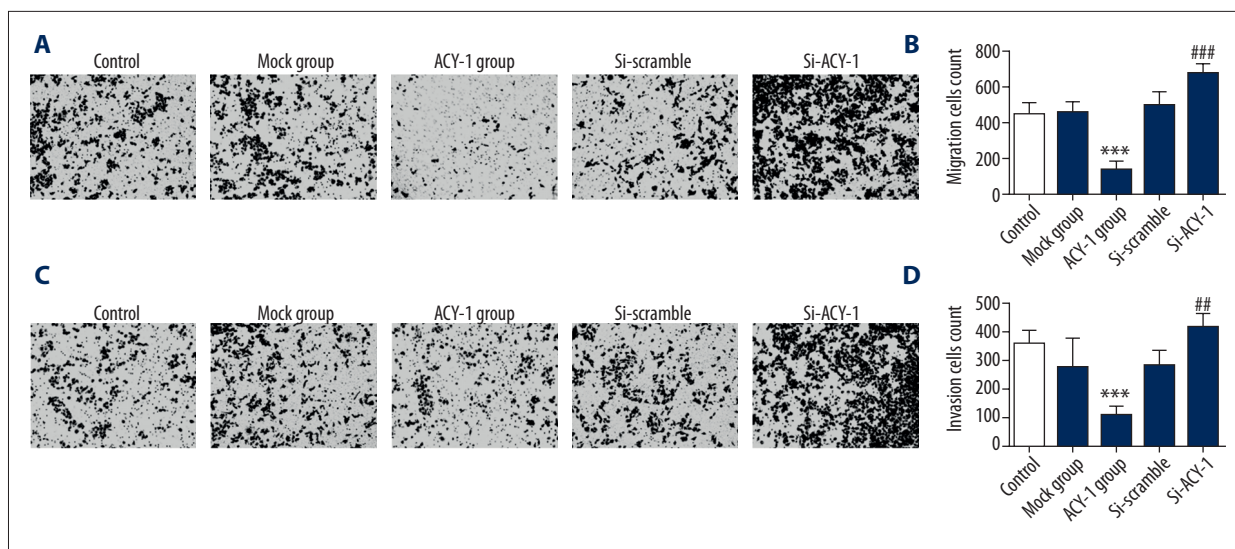 A
Control
Mock group
ACY-1 group
Si-scramble
Si-ACY-1
B
Migration cells count
800
600
400
200
0
***
###
Control
Mock group
ACY-1 group
Si-scramble
Si-ACY-1
C
Control
Mock group
ACY-1 group
Si-scramble
Si-ACY-1
D
Invasion cells count
500
400
300
200
100
0
***
##
Control
Mock group
ACY-1 group
Si-scramble
Si-ACY-1